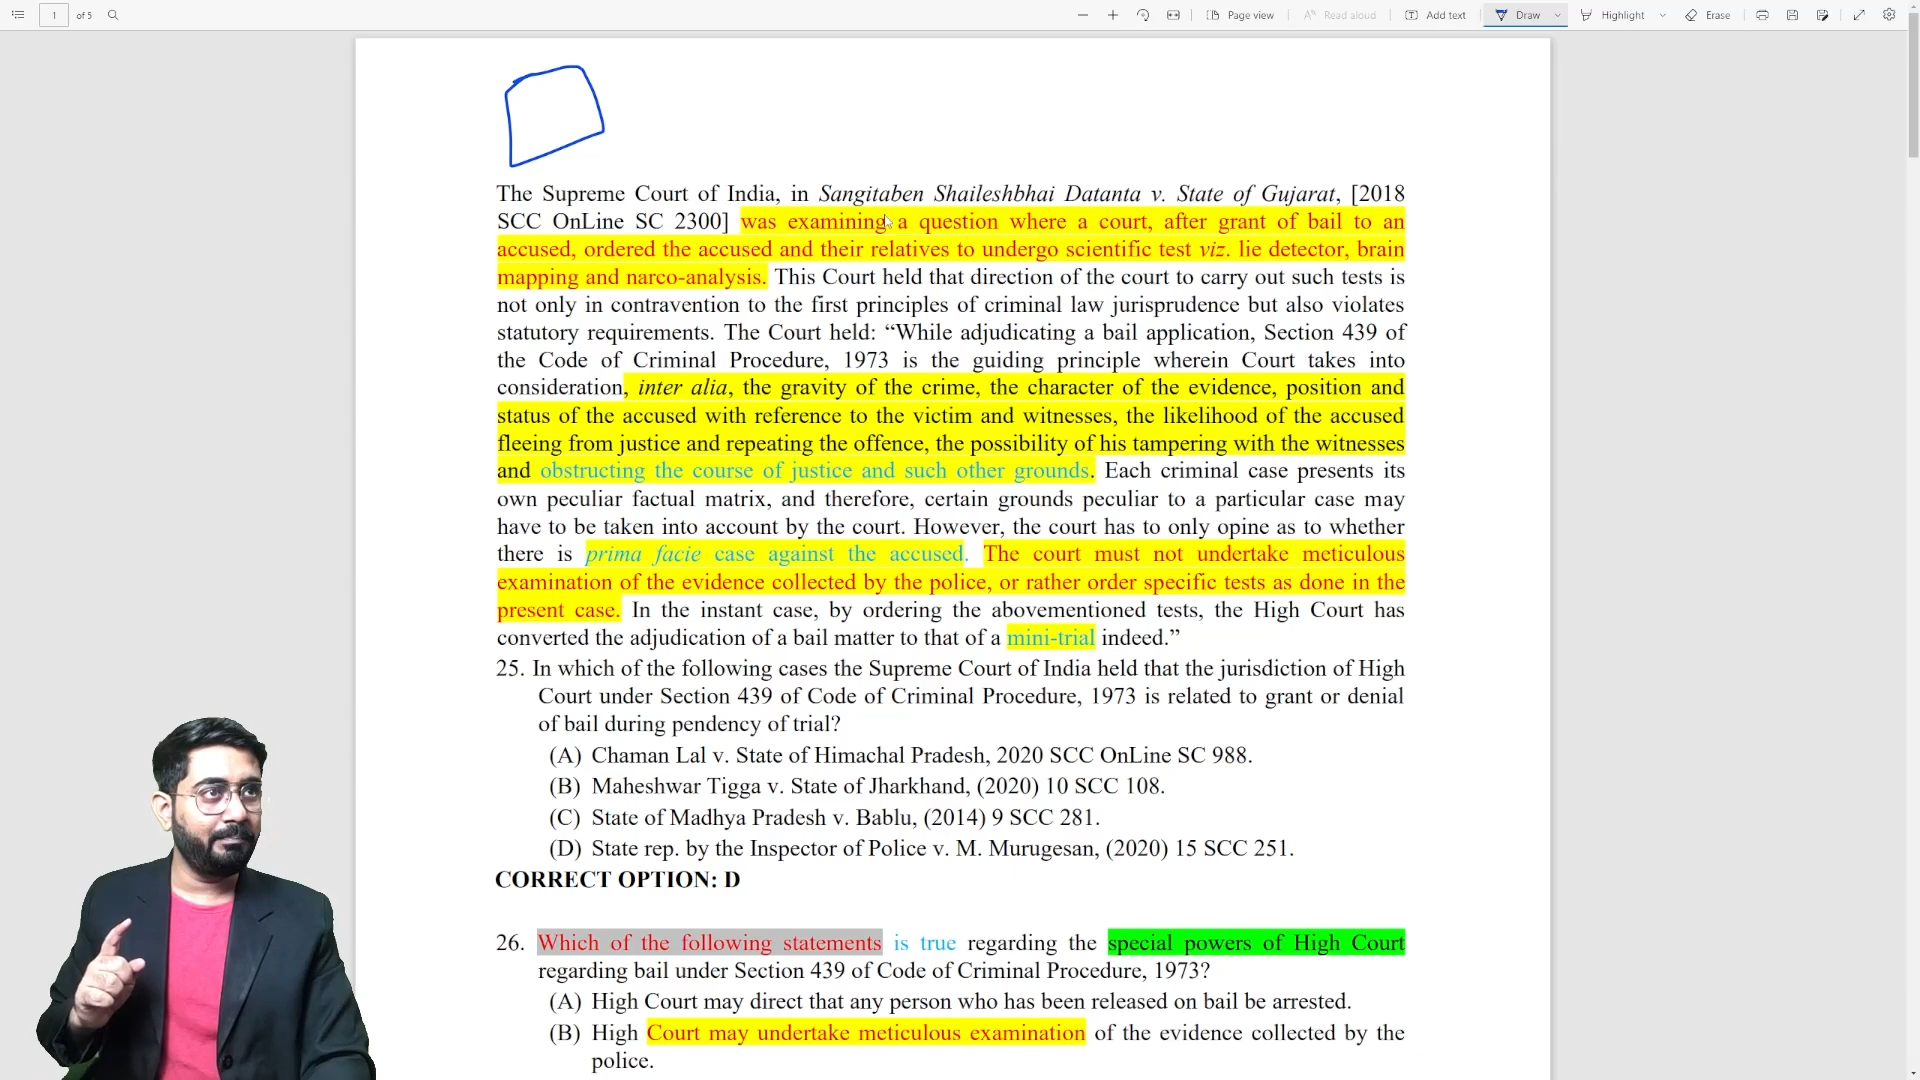 1 of 5 Page view Read aloud Add text Draw Highlight Erase
The Supreme Court of India, in Sangitaben Shaileshbhai Datanta v. State of Gujarat, [2018
SCC OnLine SC 2300] was examining a question where a court, after grant of bail to an
accused, ordered the accused and their relatives to undergo scientific test viz. lie detector, brain
mapping and narco-analysis. This Court held that direction of the court to carry out such tests is
not only in contravention to the first principles of criminal law jurisprudence but also violates
statutory requirements. The Court held: “While adjudicating a bail application, Section 439 of
the Code of Criminal Procedure, 1973 is the guiding principle wherein Court takes into
consideration, inter alia, the gravity of the crime, the character of the evidence, position and
status of the accused with reference to the victim and witnesses, the likelihood of the accused
fleeing from justice and repeating the offence, the possibility of his tampering with the witnesses
and obstructing the course of justice and such other grounds. Each criminal case presents its
own peculiar factual matrix, and therefore, certain grounds peculiar to a particular case may
have to be taken into account by the court. However, the court has to only opine as to whether
there is prima facie case against the accused. The court must not undertake meticulous
examination of the evidence collected by the police, or rather order specific tests as done in the
present case. In the instant case, by ordering the abovementioned tests, the High Court has
converted the adjudication of a bail matter to that of a mini-trial indeed.”
25. In which of the following cases the Supreme Court of India held that the jurisdiction of High
Court under Section 439 of Code of Criminal Procedure, 1973 is related to grant or denial
of bail during pendency of trial?
(A) Chaman Lal v. State of Himachal Pradesh, 2020 SCC OnLine SC 988.
(B) Maheshwar Tigga v. State of Jharkhand, (2020) 10 SCC 108.
(C) State of Madhya Pradesh v. Bablu, (2014) 9 SCC 281.
(D) State rep. by the Inspector of Police v. M. Murugesan, (2020) 15 SCC 251.
CORRECT OPTION: D
26. Which of the following statements is true regarding the special powers of High Court
regarding bail under Section 439 of Code of Criminal Procedure, 1973?
(A) High Court may direct that any person who has been released on bail be arrested.
(B) High Court may undertake meticulous examination of the evidence collected by the
police.